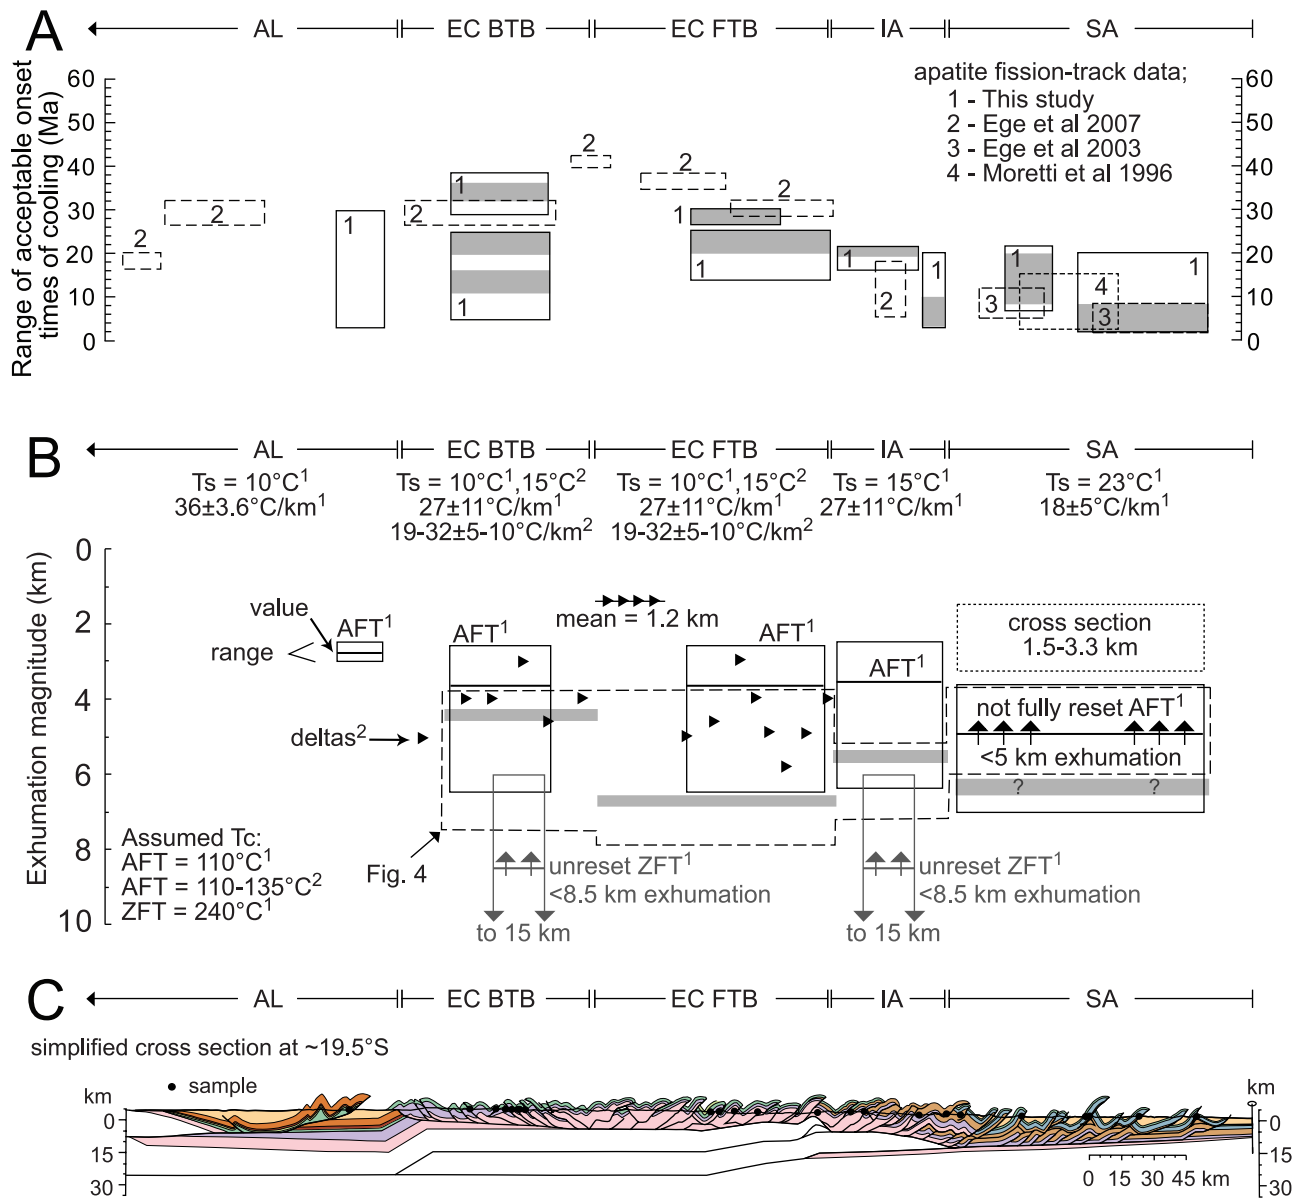 A
AL EC BTB EC FTB IA SA
Range of acceptable onset
times of cooling (Ma)
60
50
40
30
20
10
0
60
50
40
30
20
10
0
apatite fission-track data;
1 - This study
2 - Ege et al 2007
3 - Ege et al 2003
4 - Moretti et al 1996
2
2
1
1
2
1
2
2
2
1
1
1
2
1
1
3
4
3
1
B
AL EC BTB EC FTB IA SA
Ts = 10°C¹
36±3.6°C/km¹
Ts = 10°C¹,15°C²
27±11°C/km¹
19-32±5-10°C/km²
Ts = 10°C¹,15°C²
27±11°C/km¹
19-32±5-10°C/km²
Ts = 15°C¹
27±11°C/km¹
Ts = 23°C¹
18±5°C/km¹
Exhumation magnitude (km)
0
2
4
6
8
10
value
range
AFT¹
deltas²
Fig. 4
Assumed Tc:
AFT = 110°C¹
AFT = 110-135°C²
ZFT = 240°C¹
AFT¹
mean = 1.2 km
AFT¹
AFT¹
cross section
1.5-3.3 km
not fully reset AFT¹
<5 km exhumation
? ?
unreset ZFT¹
<8.5 km exhumation
to 15 km
unreset ZFT¹
<8.5 km exhumation
to 15 km
C
AL EC BTB EC FTB IA SA
simplified cross section at ~19.5°S
sample
km
0
15
30
km
0
15
30
0 15 30 45 km